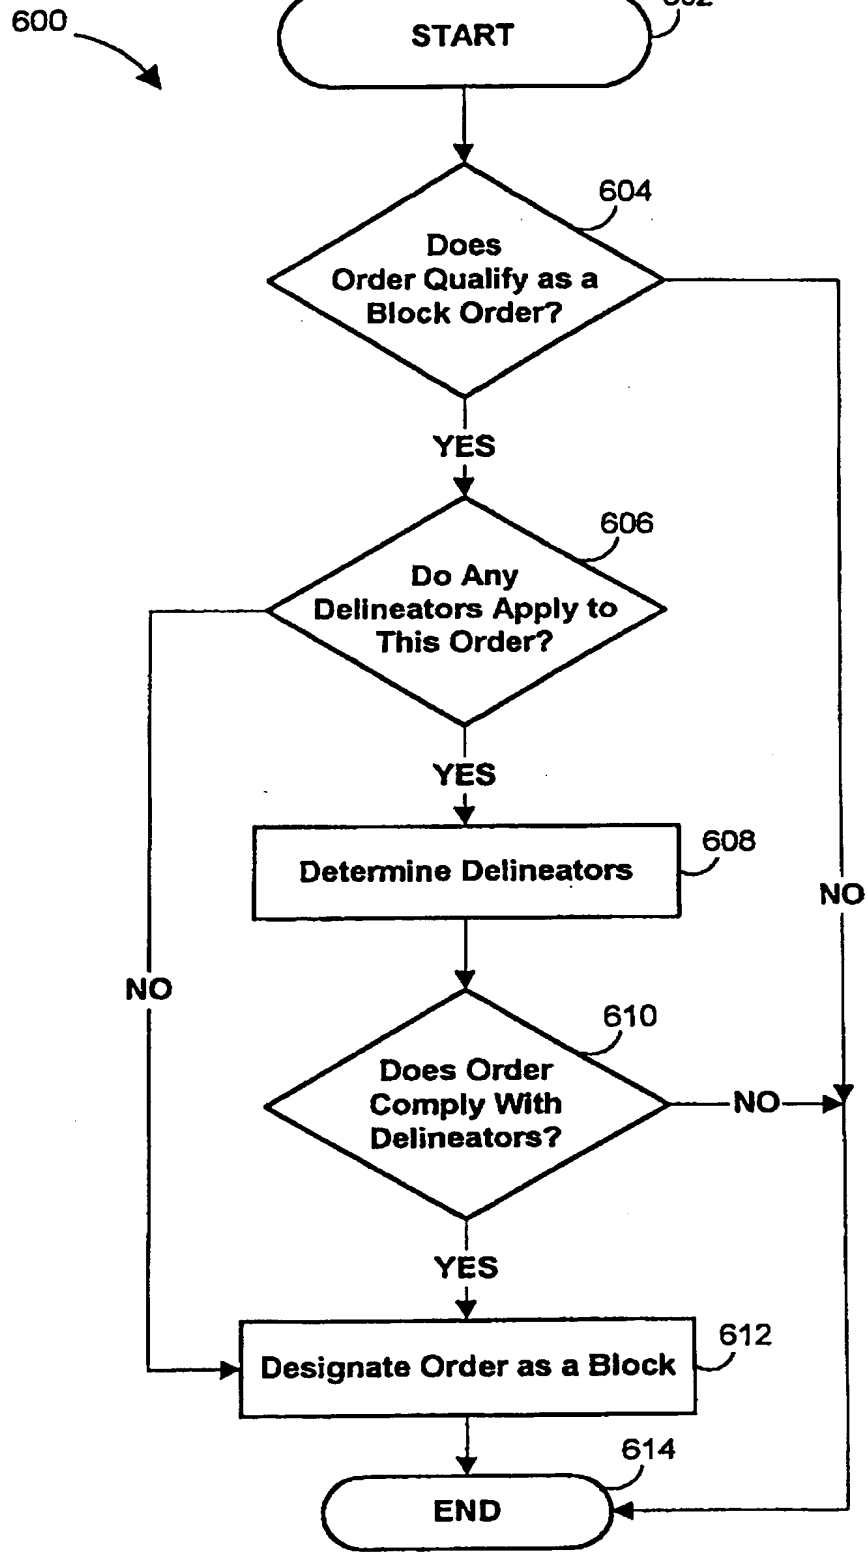 600
START
604
Does
Order Qualify as a
Block Order?
YES
606
Do Any
Delineators Apply to
This Order?
YES
608
Determine Delineators
NO
NO
610
Does Order
Comply With
Delineators?
NO
YES
612
Designate Order as a Block
614
END